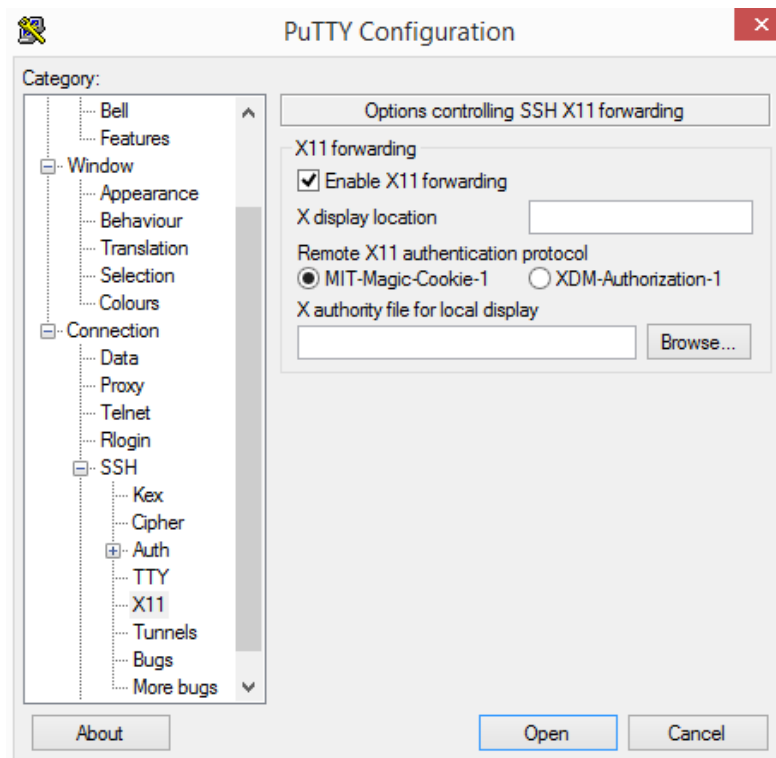 PuTTY Configuration
Category:
Bell
Features
Window
Appearance
Behaviour
Translation
Selection
Colours
Connection
Data
Proxy
Telnet
Rlogin
SSH
Kex
Cipher
Auth
TTY
X11
Tunnels
Bugs
More bugs
Options controlling SSH X11 forwarding
X11 forwarding
Enable X11 forwarding
X display location
Remote X11 authentication protocol
MIT-Magic-Cookie-1 XDM-Authorization-1
X authority file for local display
Browse...
About Open Cancel